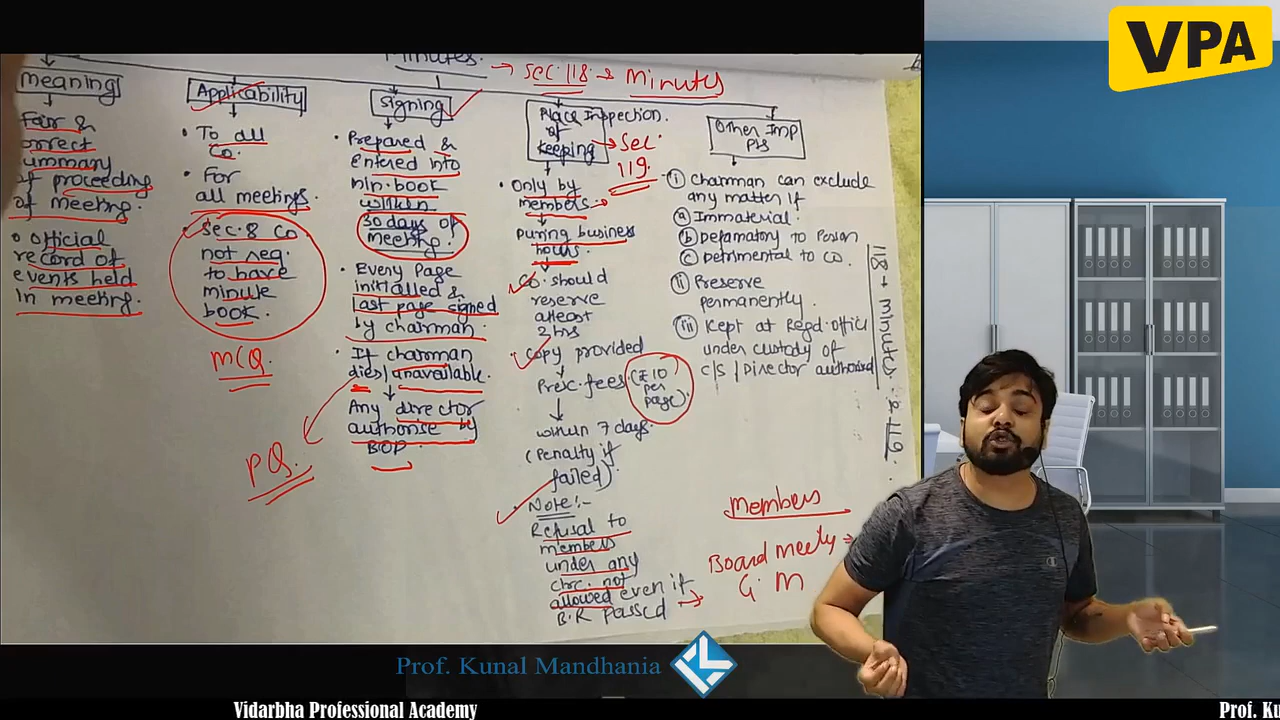 VPA
Minutes. → Sec. 118 → Minutes
Meaning
Fair &
correct
summary
of proceeding
of meeting.
• official
record of
events held
in meeting.
Applicability
• To all
Co.
• For
all meetings.
• Sec. 8 Co
not req.
to have
minute
book.
MCQ
Signing
• Prepared &
entered into
min. book
within
30 days of
meeting.
• Every Page
initialled &
last page signed
by chairman
• If chairman
dies/unavailable.
Any director
authorise by
BOD.
PQ.
Place Inspection.
of
keeping → Sec
119.
• Only by
members →
During business
hours.
Co. should
reserve
atleast
2 hrs
Copy provided
Presc. fees (₹10
per
page).
within 7 days.
(Penalty if
failed)
• Note:-
Refusal to
members
under any
circ. not
allowed even if
B.R passed →
Other Imp
Pts
(i) Chairman can exclude
any matter if
(a) Immaterial.
(b) Defamatory to Person
(c) Detrimental to CO.
(ii) Preserve
permanently.
(iii) Kept at Regd. office
under custody of
C/S / Director authorised
118 + Minutes.
119.
Members
Board meety →
G. M
Prof. Kunal Mandhania
Vidarbha Professional Academy
Prof. Ku